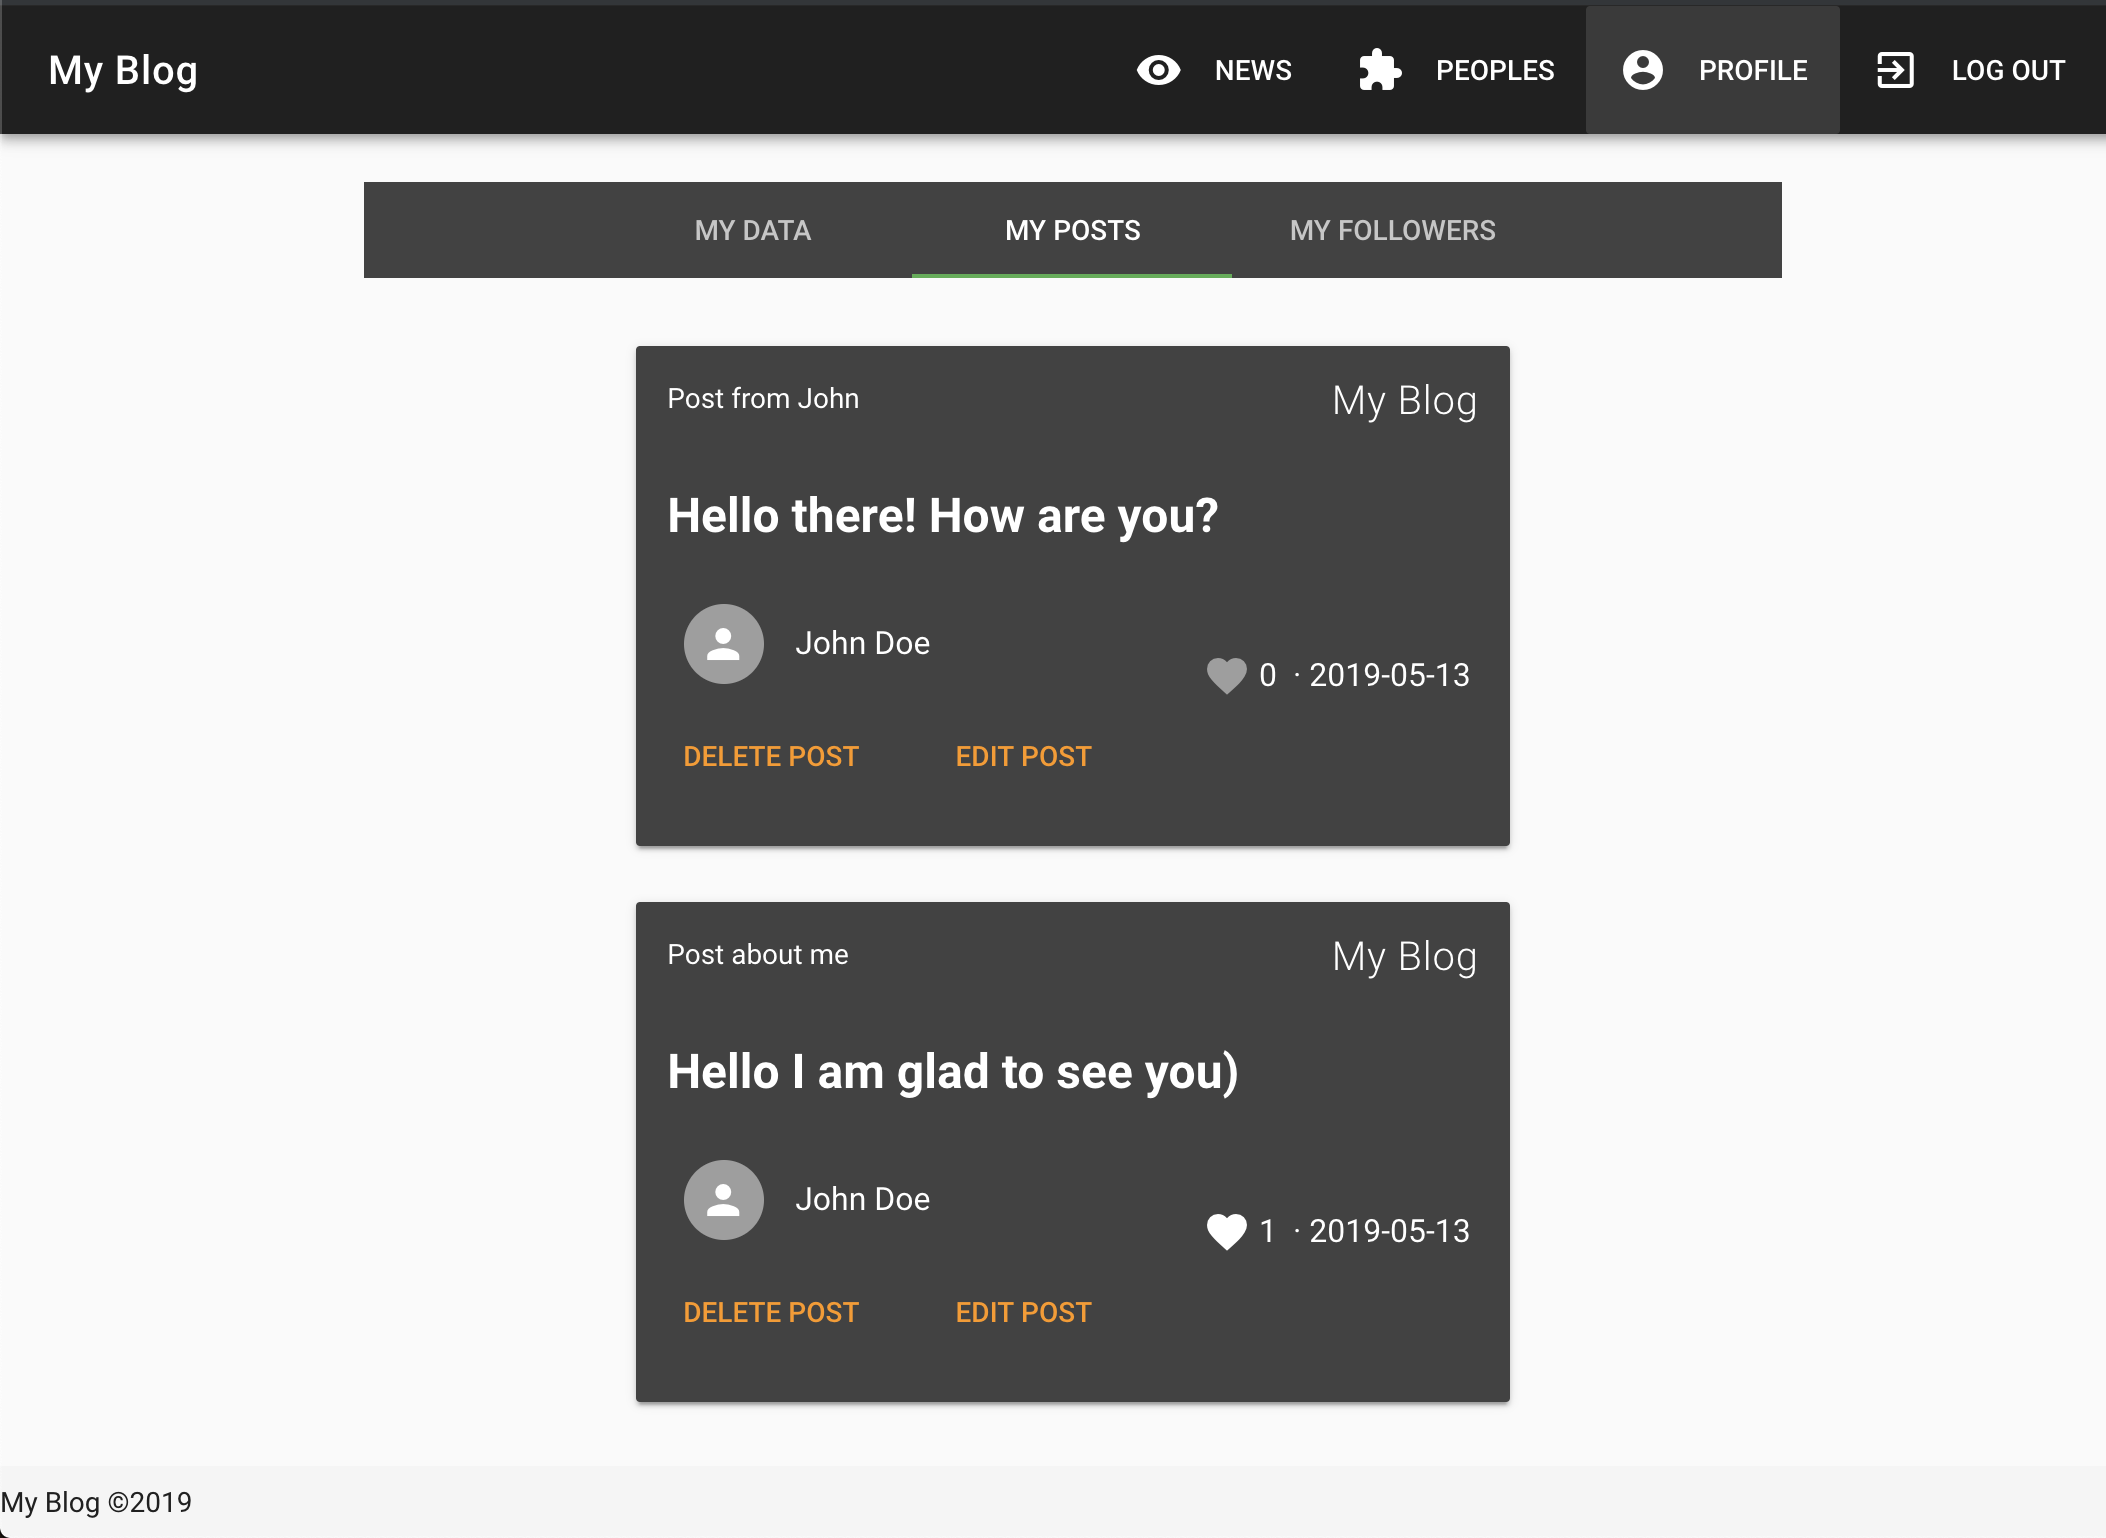 My Blog NEWS PEOPLES PROFILE LOG OUT
MY DATA MY POSTS MY FOLLOWERS
Post from John My Blog
Hello there! How are you?
John Doe
0 · 2019-05-13
DELETE POST EDIT POST
Post about me My Blog
Hello I am glad to see you)
John Doe
1 · 2019-05-13
DELETE POST EDIT POST
My Blog ©2019